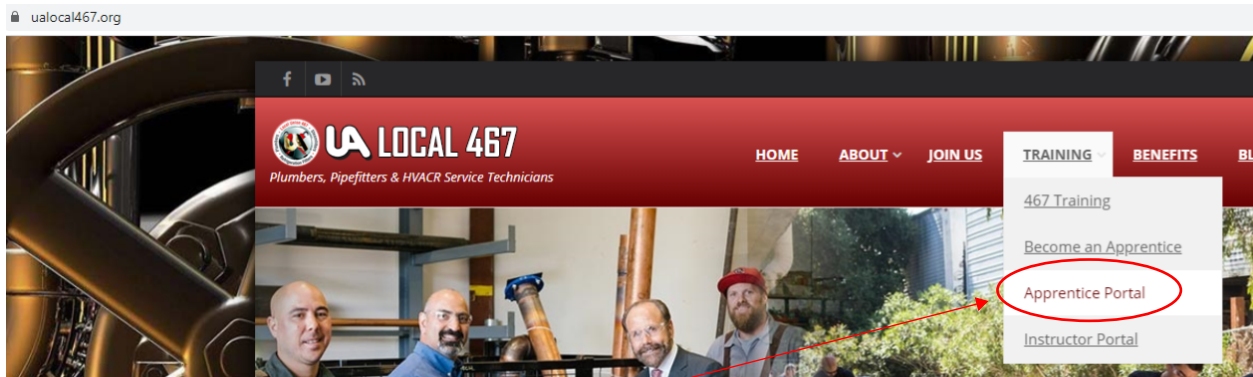 ualocal467.org
UA LOCAL 467
Plumbers, Pipefitters & HVACR Service Technicians
HOME ABOUT JOIN US TRAINING BENEFITS
467 Training
Become an Apprentice
Apprentice Portal
Instructor Portal